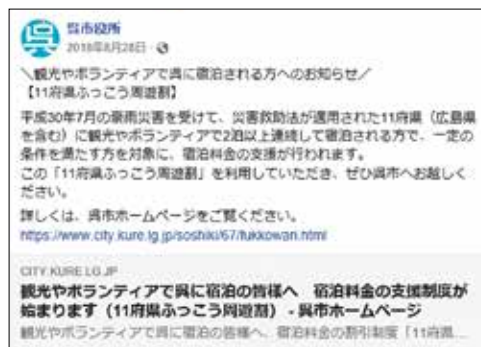 呉市役所
2018年8月28日
＼観光やボランティアで呉に宿泊される方へのお知らせ／
【11府県ふっこう周遊割】
平成30年7月の豪雨災害を受けて、災害救助法が適用された11府県（広島県
を含む）に観光やボランティアで2泊以上連続して宿泊される方で、一定の
条件を満たす方を対象に、宿泊料金の支援が行われます。
この「11府県ふっこう周遊割」を利用していただき、ぜひ呉市へお越しく
ださい。
詳しくは、呉市ホームページをご覧ください。
https://www.city.kure.lg.jp/soshiki/67/fukkowari.html
CITY.KURE.LG.JP
観光やボランティアで呉に宿泊の皆様へ　宿泊料金の支援制度が
始まります（11府県ふっこう周遊割） - 呉市ホームページ
観光やボランティアで呉に宿泊の皆様へ、宿泊料金の割引制度「11府県...